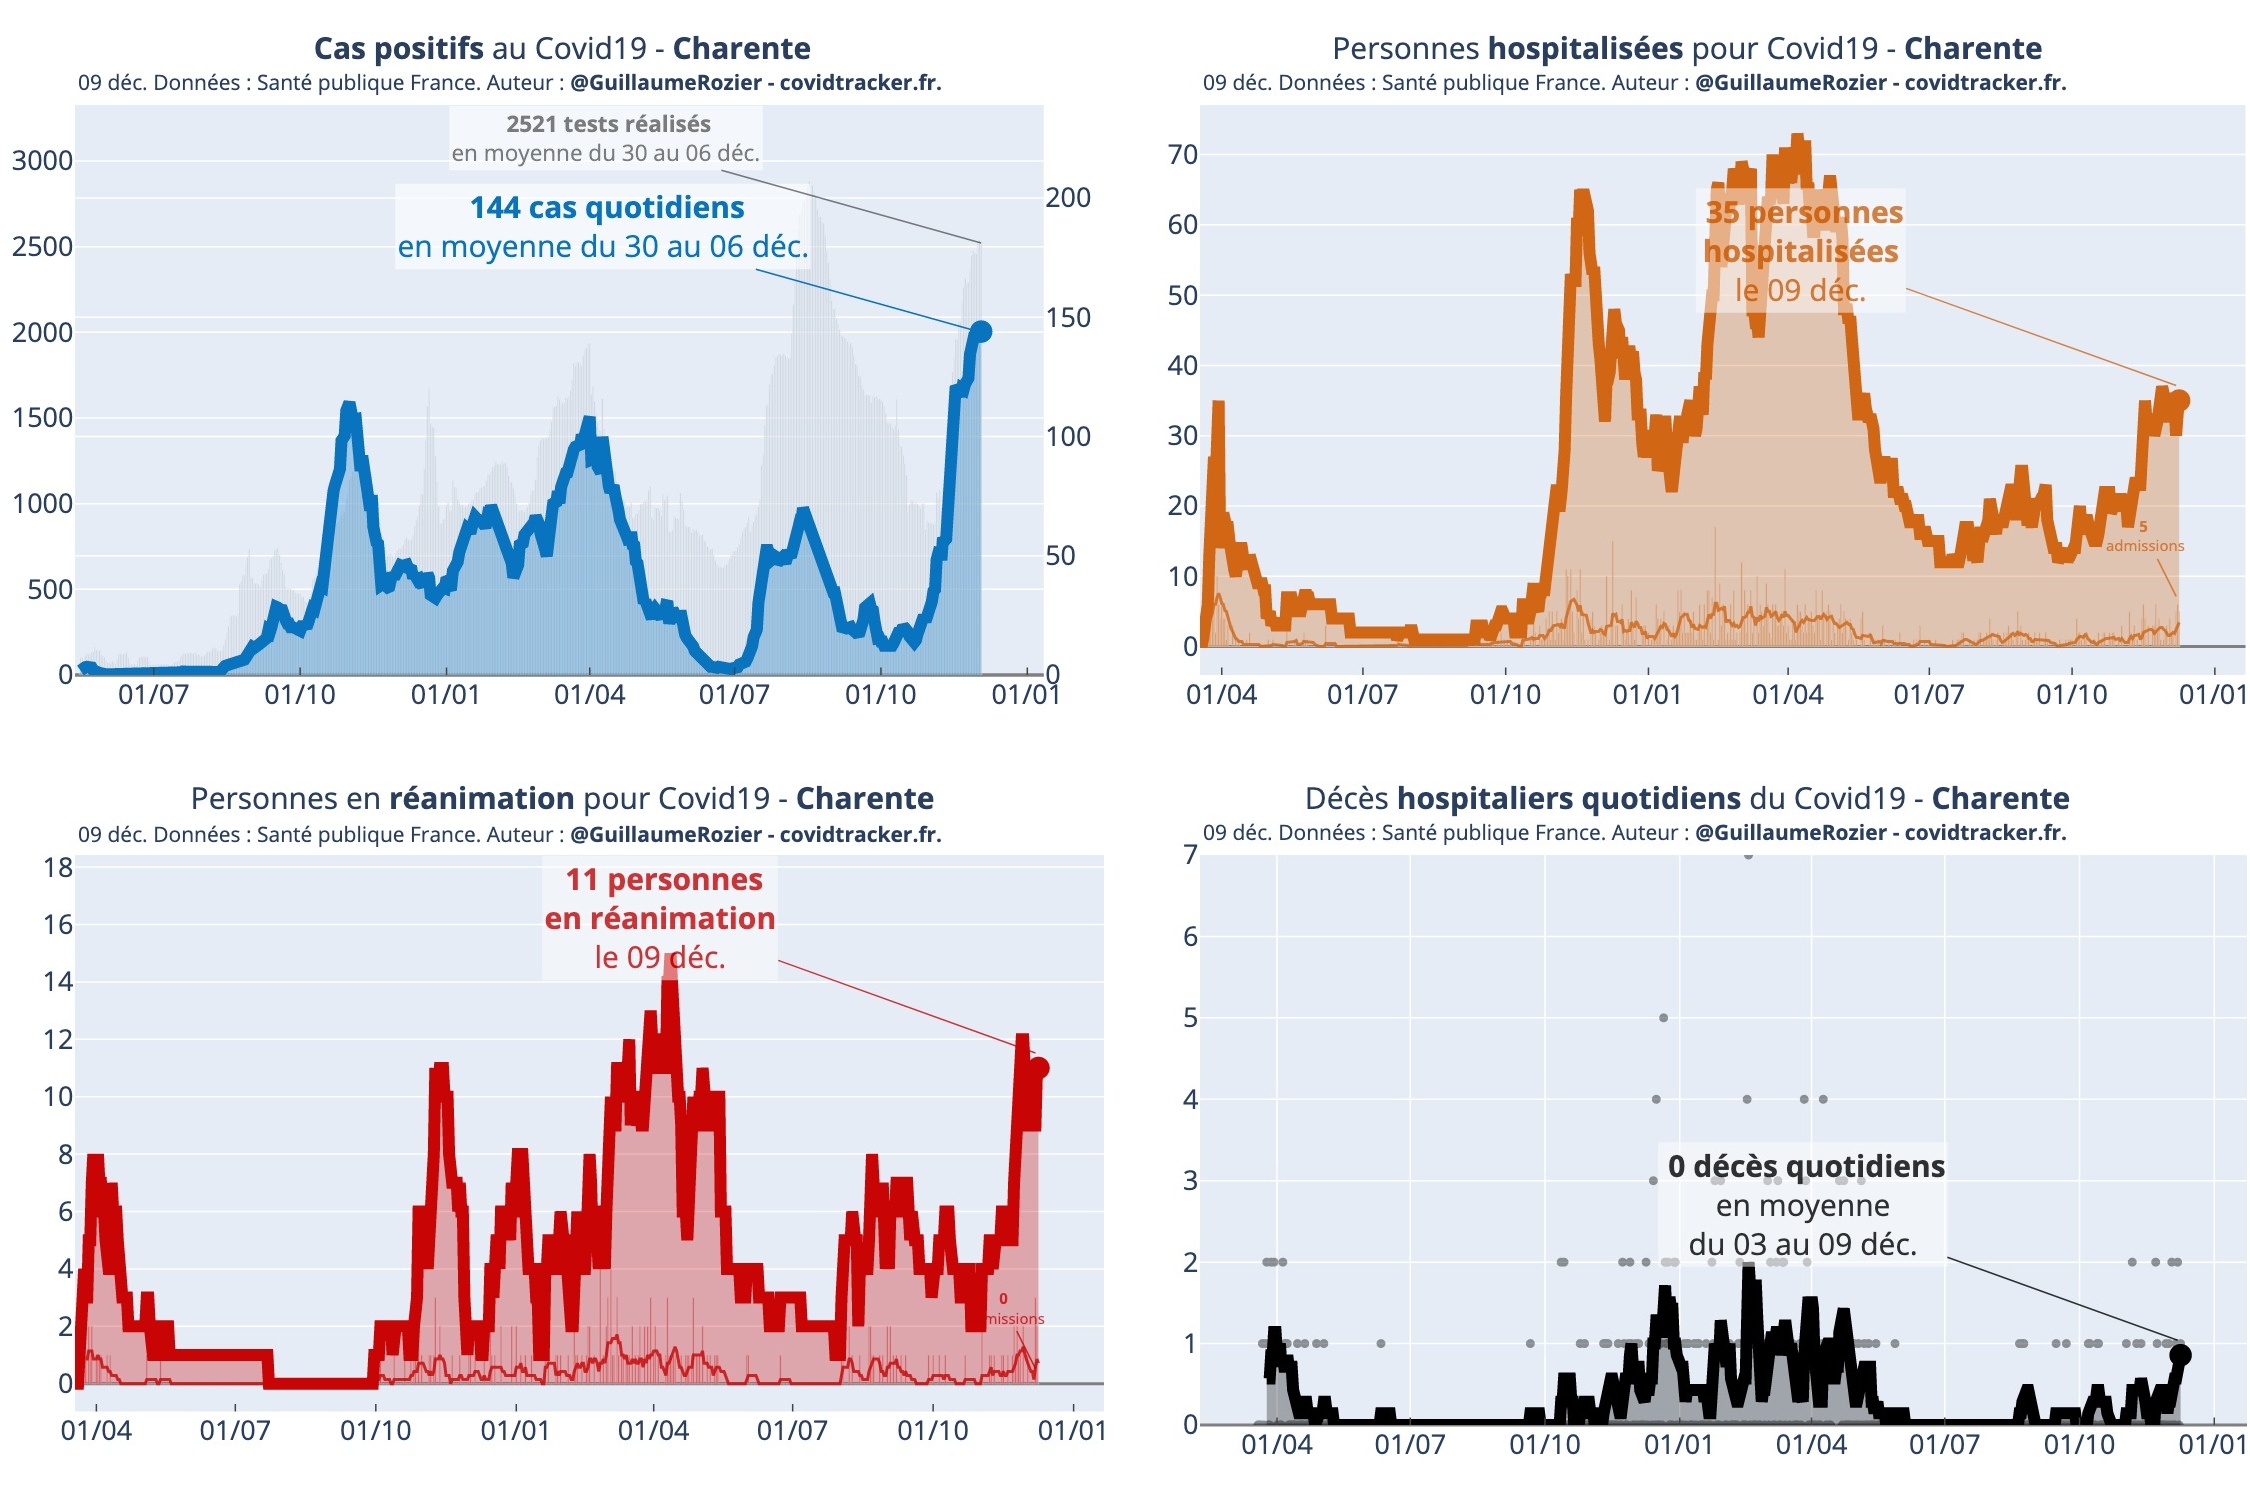 Cas positifs au Covid19 - Charente
09 déc. Données : Santé publique France. Auteur : @GuillaumeRozier - covidtracker.fr.
2521 tests réalisés
en moyenne du 30 au 06 déc.
144 cas quotidiens
en moyenne du 30 au 06 déc.
3000
2500
2000
1500
1000
500
0
200
150
100
50
0
01/07 01/10 01/01 01/04 01/07 01/10 01/01
Personnes hospitalisées pour Covid19 - Charente
09 déc. Données : Santé publique France. Auteur : @GuillaumeRozier - covidtracker.fr.
35 personnes
hospitalisées
le 09 déc.
5
admissions
70
60
50
40
30
20
10
0
01/04 01/07 01/10 01/01 01/04 01/07 01/10 01/01
Personnes en réanimation pour Covid19 - Charente
09 déc. Données : Santé publique France. Auteur : @GuillaumeRozier - covidtracker.fr.
11 personnes
en réanimation
le 09 déc.
0
missions
18
16
14
12
10
8
6
4
2
0
01/04 01/07 01/10 01/01 01/04 01/07 01/10 01/01
Décès hospitaliers quotidiens du Covid19 - Charente
09 déc. Données : Santé publique France. Auteur : @GuillaumeRozier - covidtracker.fr.
0 décès quotidiens
en moyenne
du 03 au 09 déc.
7
6
5
4
3
2
1
0
01/04 01/07 01/10 01/01 01/04 01/07 01/10 01/01